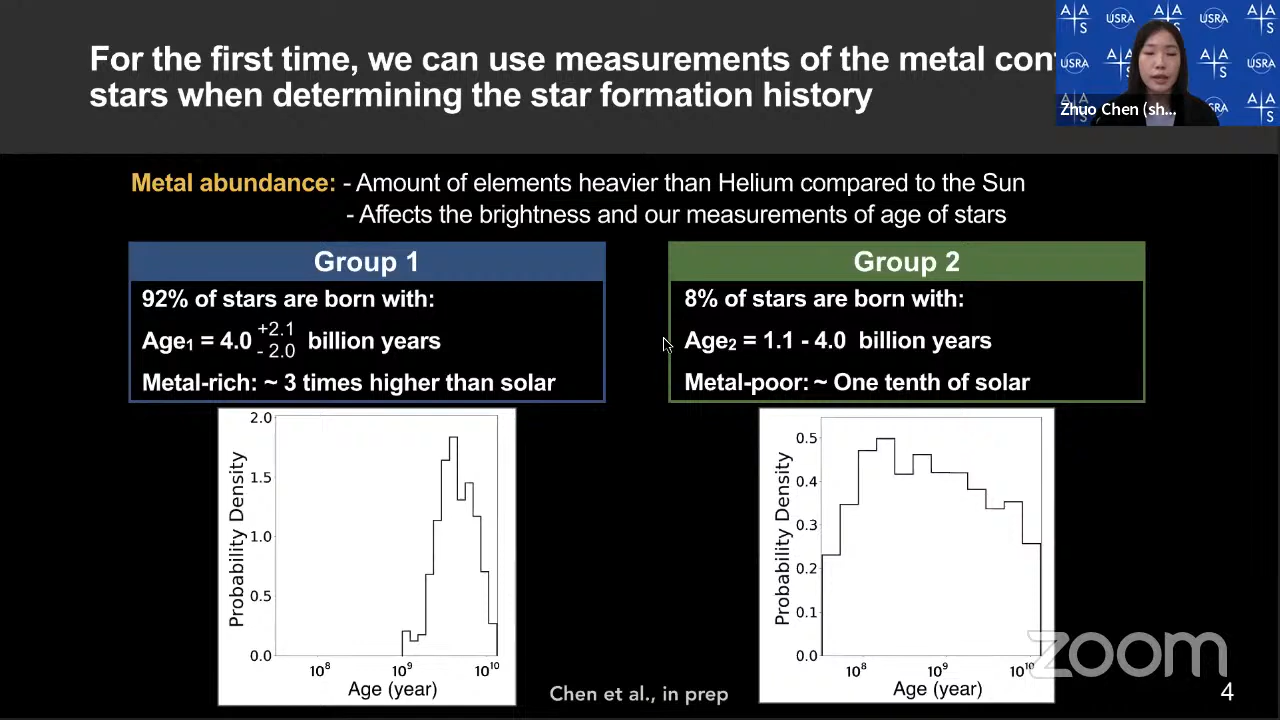 For the first time, we can use measurements of the metal
stars when determining the star formation history
USRA
USRA
USRA
USRA
Zhuo Chen (sh...
Metal abundance: - Amount of elements heavier than Helium compared to the Sun
- Affects the brightness and our measurements of age of stars
Group 1
92% of stars are born with:
Age₁ = 4.0 +2.1 - 2.0 billion years
Metal-rich: ~ 3 times higher than solar
Group 2
8% of stars are born with:
Age₂ = 1.1 - 4.0 billion years
Metal-poor: ~ One tenth of solar
Probability Density
2.0
1.5
1.0
0.5
0.0
10⁸ 10⁹ 10¹⁰
Age (year)
Probability Density
0.5
0.4
0.3
0.2
0.1
0.0
10⁸ 10⁹ 10¹⁰
Age (year)
Chen et al., in prep
zoom
4